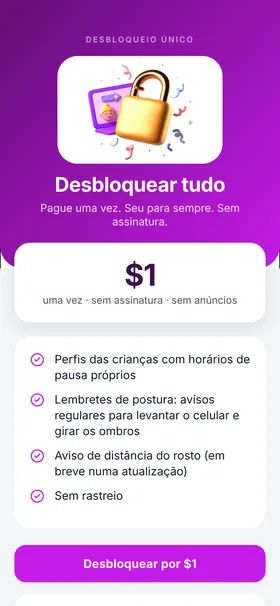 DESBLOQUEIO ÚNICO
Desbloquear tudo
Pague uma vez. Seu para sempre. Sem
assinatura.
$1
uma vez · sem assinatura · sem anúncios
Perfis das crianças com horários de
pausa próprios
Lembretes de postura: avisos
regulares para levantar o celular e
girar os ombros
Aviso de distância do rosto (em
breve numa atualização)
Sem rastreio
Desbloquear por $1